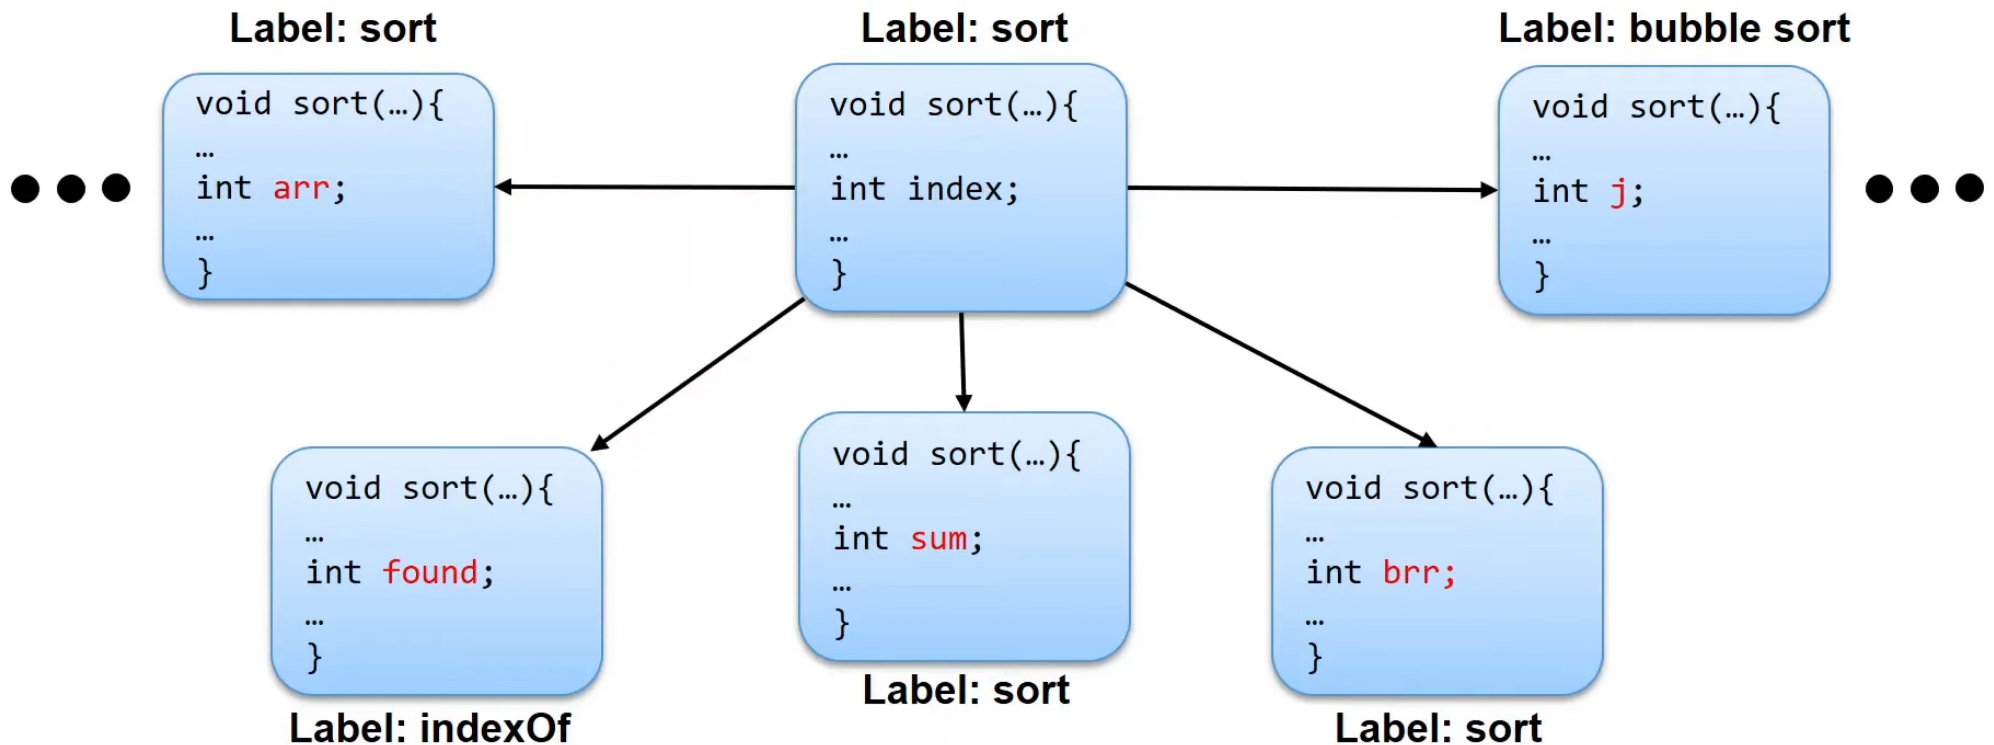 Label: sort
void sort(…){
…
int arr;
…
}
Label: sort
void sort(…){
…
int index;
…
}
Label: bubble sort
void sort(…){
…
int j;
…
}
void sort(…){
…
int found;
…
}
Label: indexOf
void sort(…){
…
int sum;
…
}
Label: sort
void sort(…){
…
int brr;
…
}
Label: sort